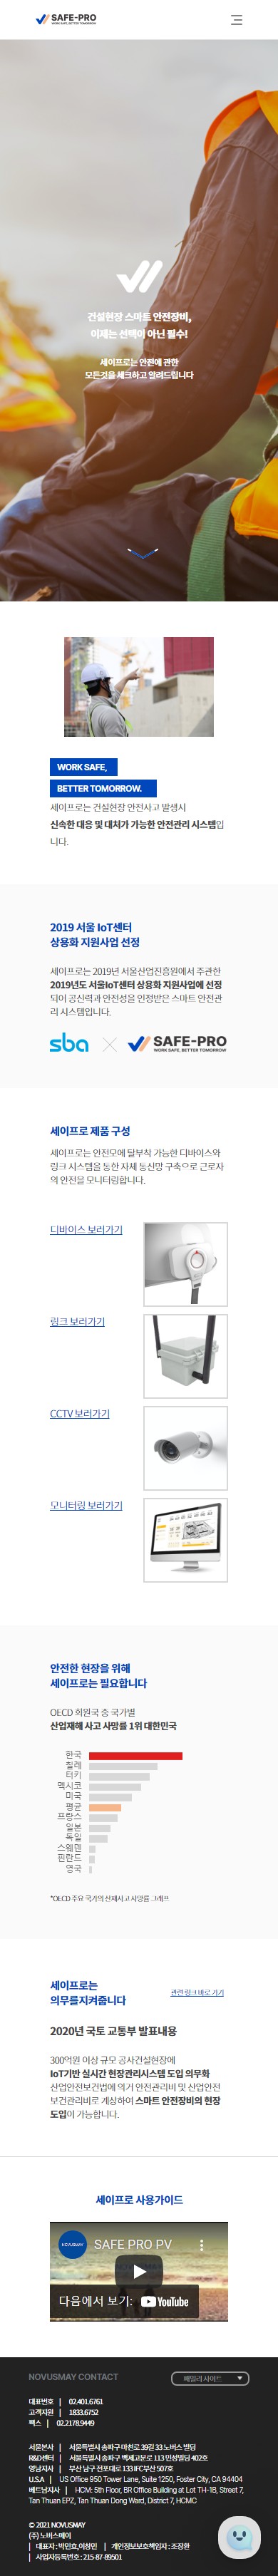 SAFE-PRO
WORK SAFE, BETTER TOMORROW
건설현장 스마트 안전장비,
이제는 선택이 아닌 필수!
세이프로는 안전에 관한
모든것을 체크하고 알려드립니다
WORK SAFE,
BETTER TOMORROW.
세이프로는 건설현장 안전사고 발생시
신속한 대응 및 대처가 가능한 안전관리 시스템입
니다.
2019 서울 IoT센터
상용화 지원사업 선정
세이프로는 2019년 서울산업진흥원에서 주관한
2019년도 서울IoT센터 상용화 지원사업에 선정
되어 공신력과 안전성을 인정받은 스마트 안전관
리 시스템입니다.
sba
SAFE-PRO
WORK SAFE, BETTER TOMORROW
세이프로 제품 구성
세이프로는 안전모에 탈부착 가능한 디바이스와
링크 시스템을 통한 자체 통신망 구축으로 근로자
의 안전을 모니터링합니다.
디바이스 보러가기
링크 보러가기
CCTV 보러가기
모니터링 보러가기
안전한 현장을 위해
세이프로는 필요합니다
OECD 회원국 중 국가별
산업재해 사고 사망률 1위 대한민국
한국
칠레
터키
멕시코
미국
평균
프랑스
일본
독일
스웨덴
핀란드
영국
*OECD 주요 국가의 산재사고 사망률 그래프
세이프로는
의무를지켜줍니다
관련 링크 바로 가기
2020년 국토 교통부 발표내용
300억원 이상 규모 공사건설현장에
IoT기반 실시간 현장관리시스템 도입 의무화
산업안전보건법에 의거 안전관리비 및 산업안전
보건관리비로 계상하여 스마트 안전장비의 현장
도입이 가능합니다.
세이프로 사용가이드
NOVUSMAY
SAFE PRO PV
다음에서 보기: YouTube
NOVUSMAY CONTACT
패밀리 사이트
대표번호 | 02.401.6761
고객지원 | 1833.6752
팩스 | 02.2178.9449
서울본사 | 서울특별시 송파구 마천로 39길 33 노버스 빌딩
R&D센터 | 서울특별시 송파구 백제고분로 113 민성빌딩 402호
영남지사 | 부산 남구 전포대로 133 IFC부산 507호
U.S.A | US Office 950 Tower Lane, Suite 1250, Foster City, CA 94404
베트남지사 | HCM: 5th Floor, BR Office Building at Lot TH-1B, Street 7,
Tan Thuan EPZ, Tan Thuan Dong Ward, District 7, HCMC
© 2021 NOVUSMAY
(주) 노버스메이
| 대표자 : 박민호, 이창민 | 개인정보보호책임자 : 조장환
| 사업자등록번호 : 215-87-89501